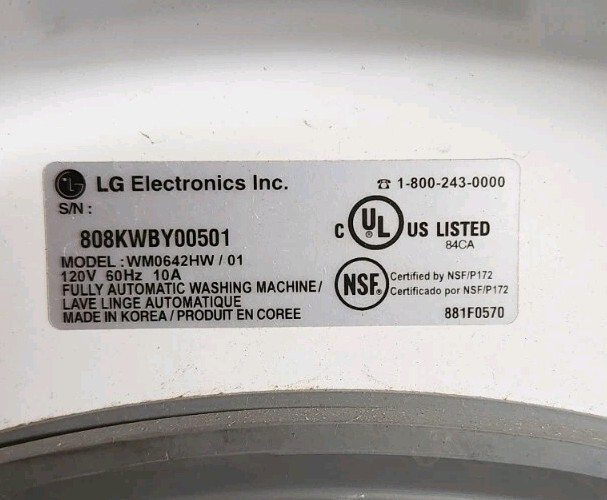 LG LG Electronics Inc.
☎ 1-800-243-0000
S/N :
808KWBY00501
MODEL : WM0642HW / 01
120V 60Hz 10A
FULLY AUTOMATIC WASHING MACHINE/
LAVE LINGE AUTOMATIQUE
MADE IN KOREA / PRODUIT EN COREE
C UL ® US LISTED
84CA
NSF® Certified by NSF/P172
Certificado por NSF/P172
881F0570